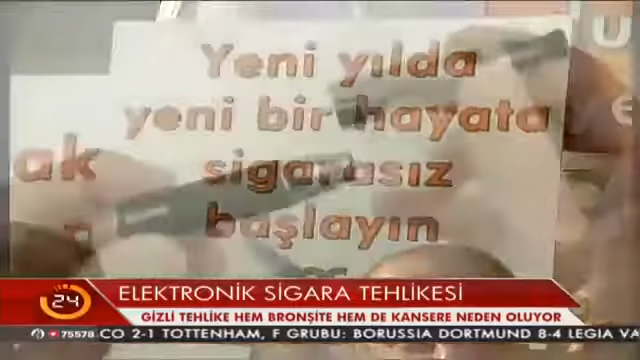 Yeni yılda
yeni bir hayata
sigarasız
başlayın
ak
24
ELEKTRONİK SİGARA TEHLİKESİ
GİZLİ TEHLİKE HEM BRONŞİTE HEM DE KANSERE NEDEN OLUYOR
75578 CO 2-1 TOTTENHAM, F GRUBU: BORUSSIA DORTMUND 8-4 LEGIA VA